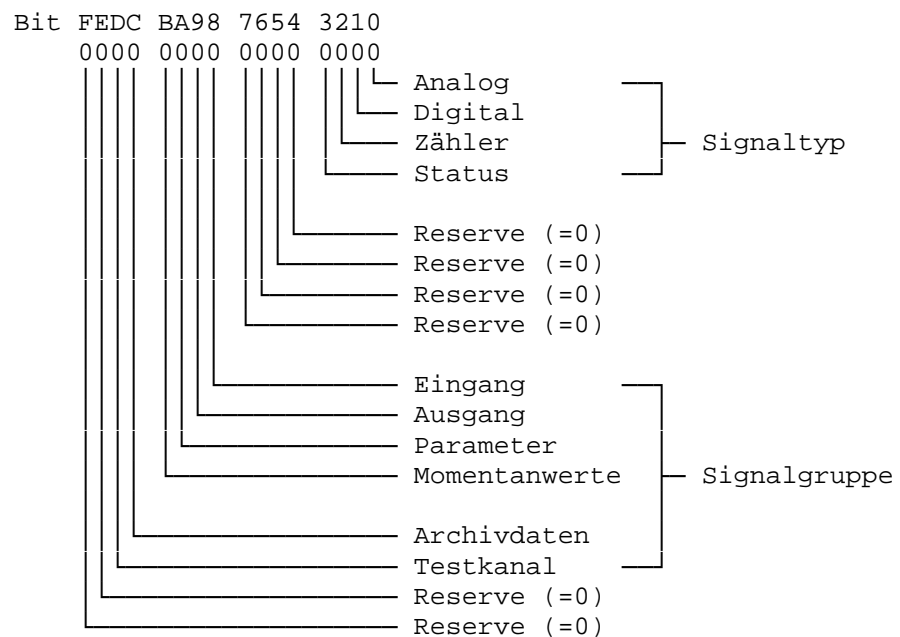 Bit FEDC BA98 7654 3210
0000 0000 0000 0000
Analog
Digital
Zähler Signaltyp
Status
Reserve (=0)
Reserve (=0)
Reserve (=0)
Reserve (=0)
Eingang
Ausgang
Parameter
Momentanwerte Signalgruppe
Archivdaten
Testkanal
Reserve (=0)
Reserve (=0)